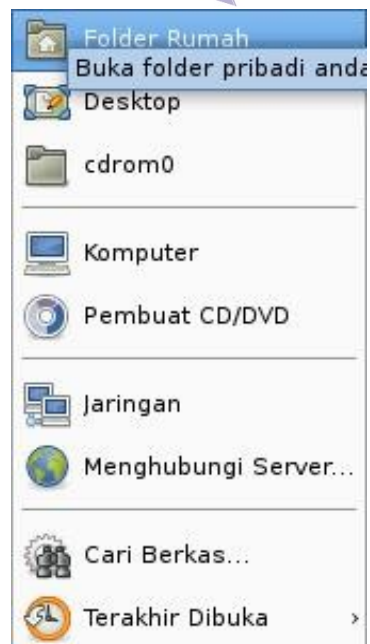 Folder Rumah
Buka folder pribadi anda
Desktop
cdrom0
Komputer
Pembuat CD/DVD
Jaringan
Menghubungi Server...
Cari Berkas...
Terakhir Dibuka